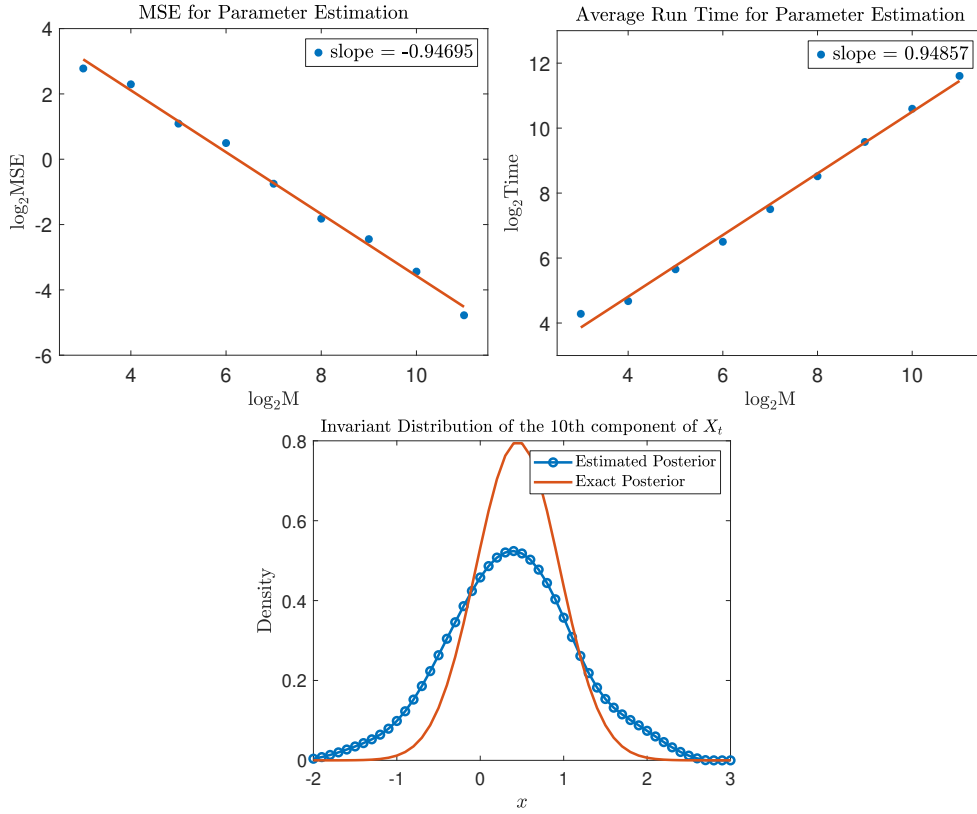 MSE for Parameter Estimation
slope = -0.94695
log₂MSE
4
2
0
-2
-4
-6
4
6
8
10
log₂M
Average Run Time for Parameter Estimation
slope = 0.94857
log₂Time
12
10
8
6
4
4
6
8
10
log₂M
Invariant Distribution of the 10th component of Xₜ
Estimated Posterior
Exact Posterior
Density
0.8
0.6
0.4
0.2
0
-2
-1
0
1
2
3
x